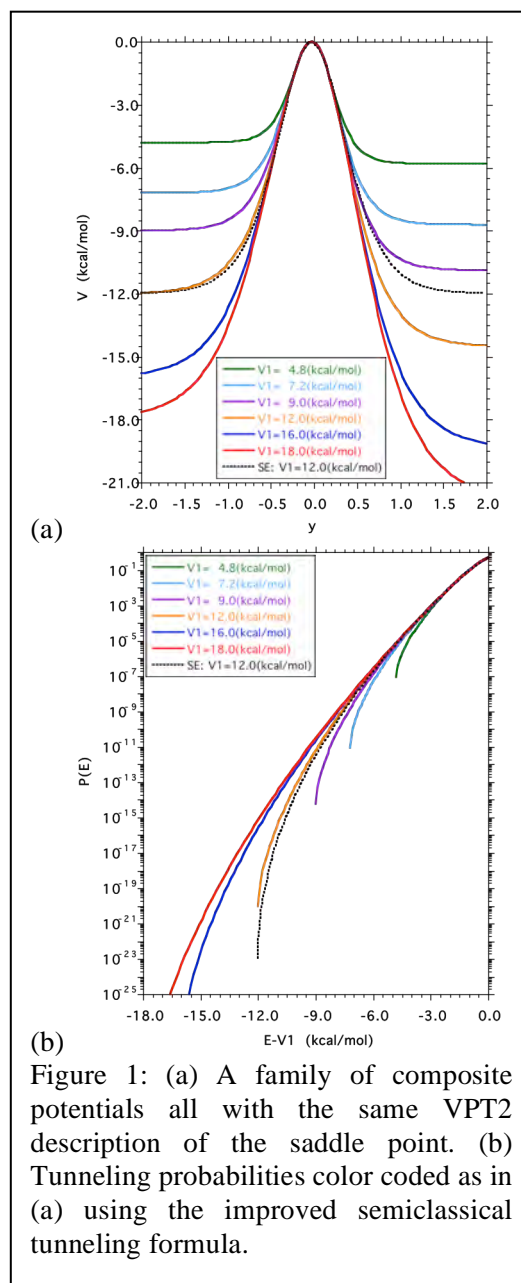 0.0
-3.0
-6.0
-9.0
-12.0
-15.0
-18.0
-21.0
V (kcal/mol)
V1= 4.8(kcal/mol)
V1= 7.2(kcal/mol)
V1= 9.0(kcal/mol)
V1=12.0(kcal/mol)
V1=16.0(kcal/mol)
V1=18.0(kcal/mol)
SE: V1=12.0(kcal/mol)
-2.0 -1.5 -1.0 -0.5 0.0 0.5 1.0 1.5 2.0
y
(a)
V1= 4.8(kcal/mol)
V1= 7.2(kcal/mol)
V1= 9.0(kcal/mol)
V1=12.0(kcal/mol)
V1=16.0(kcal/mol)
V1=18.0(kcal/mol)
SE: V1=12.0(kcal/mol)
10-1
10-3
10-5
10-7
10-9
10-11
10-13
10-15
10-17
10-19
10-21
10-23
10-25
P(E)
-18.0 -15.0 -12.0 -9.0 -6.0 -3.0 0.0
E-V1 (kcal/mol)
(b)
Figure 1: (a) A family of composite
potentials all with the same VPT2
description of the saddle point. (b)
Tunneling probabilities color coded as in
(a) using the improved semiclassical
tunneling formula.